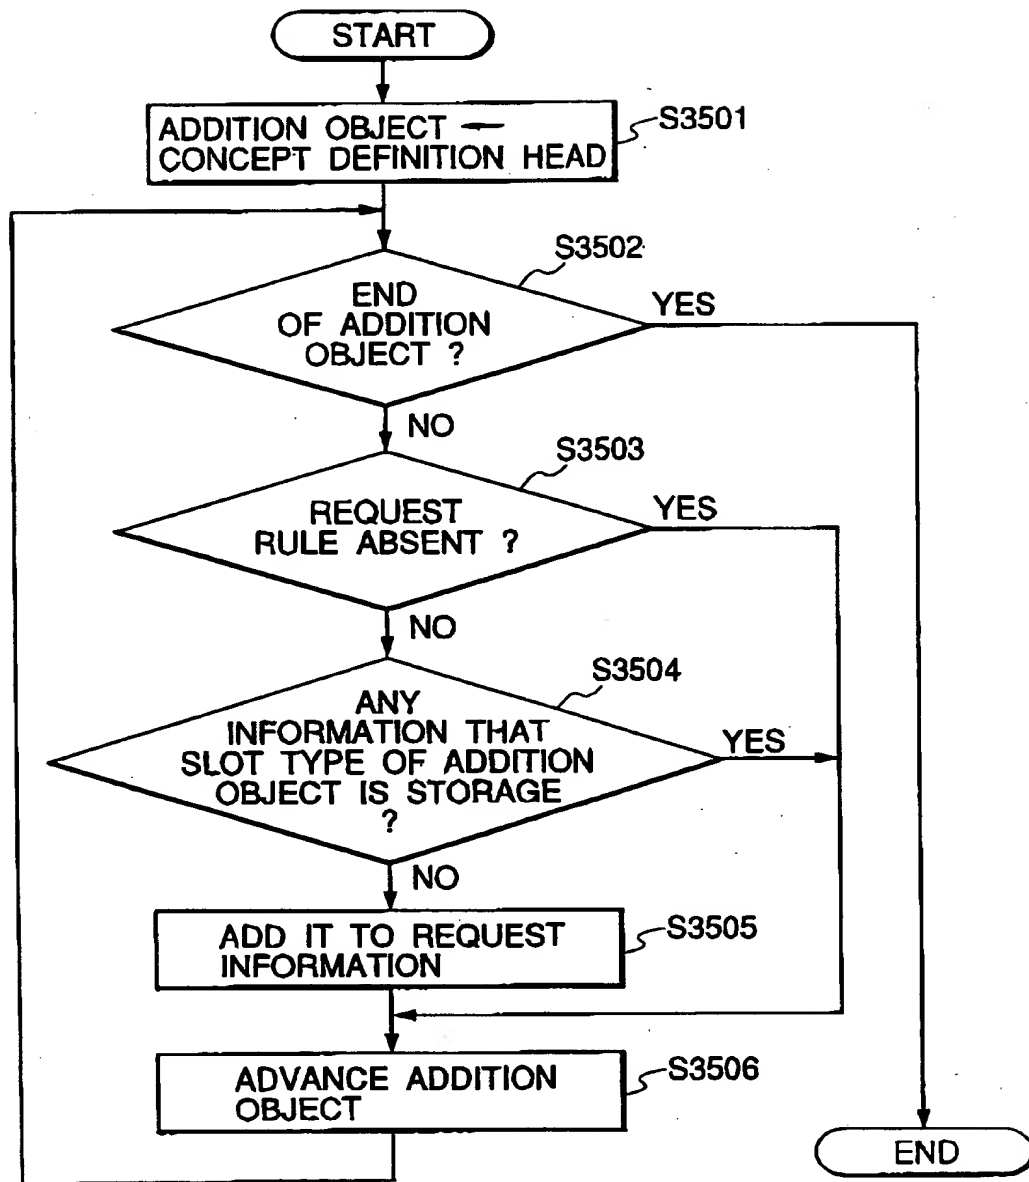 START
ADDITION OBJECT ←
CONCEPT DEFINITION HEAD
S3501
S3502
END
OF ADDITION
OBJECT ?
YES
NO
S3503
REQUEST
RULE ABSENT ?
YES
NO
S3504
ANY
INFORMATION THAT
SLOT TYPE OF ADDITION
OBJECT IS STORAGE
?
YES
NO
ADD IT TO REQUEST
INFORMATION
S3505
ADVANCE ADDITION
OBJECT
S3506
END